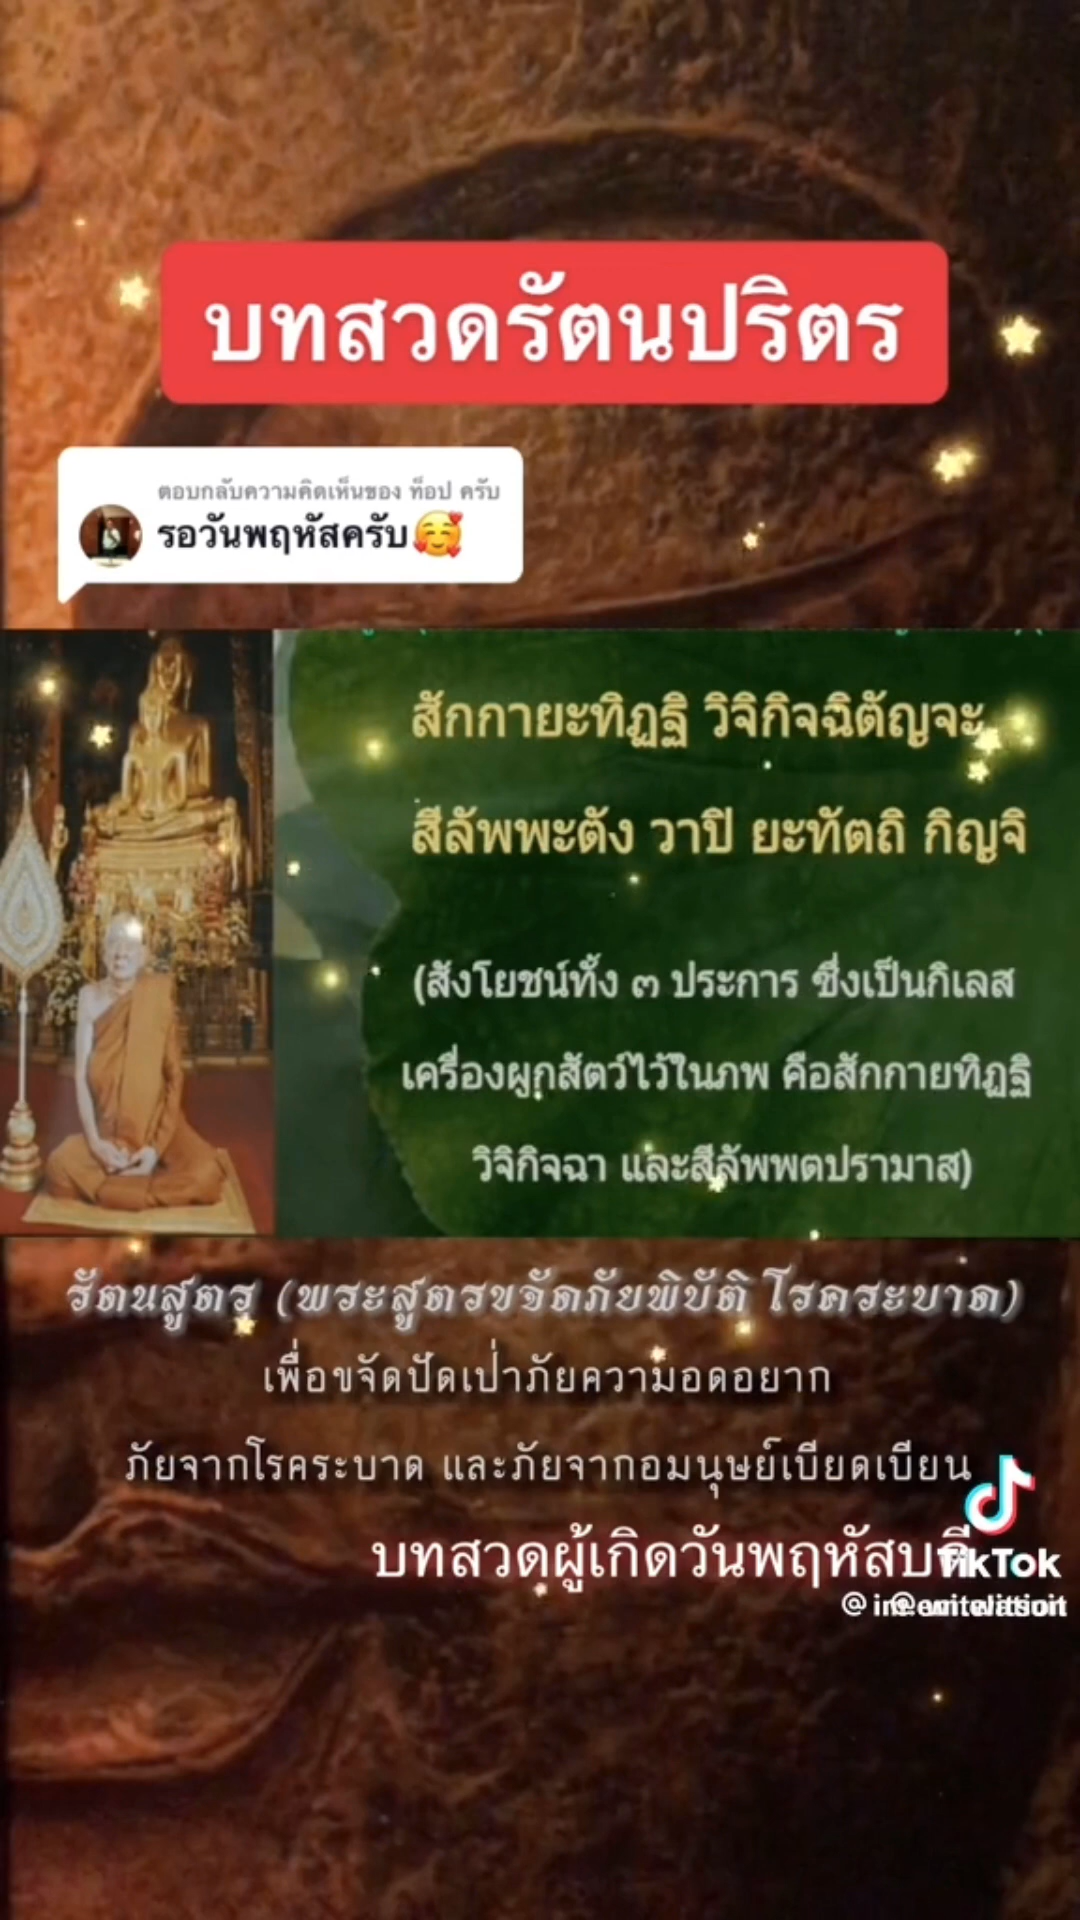 บทสวดรัตนปริตร
ตอบกลับความคิดเห็นของ ท็อป ครับ
รอวันพฤหัสครับ🥰
สักกายะทิฏฐิ วิจิกิจฉิตัญจะ
สีลัพพะตัง วาปิ ยะทัตถิ กิญจิ
(สังโยชน์ทั้ง ๓ ประการ ซึ่งเป็นกิเลส
เครื่องผูกสัตว์ไว้ในภพ คือสักกายทิฏฐิ
วิจิกิจฉา และสีลัพพตปรามาส)
รัตนสูตร (พระสูตรขจัดภัยพิบัติ โรคระบาด)
เพื่อขจัดปัดเป่าภัยความอดอยาก
ภัยจากโรคระบาด และภัยจากอมนุษย์เบียดเบียน
บทสวดผู้เกิดวันพฤหัสบดี
TikTok